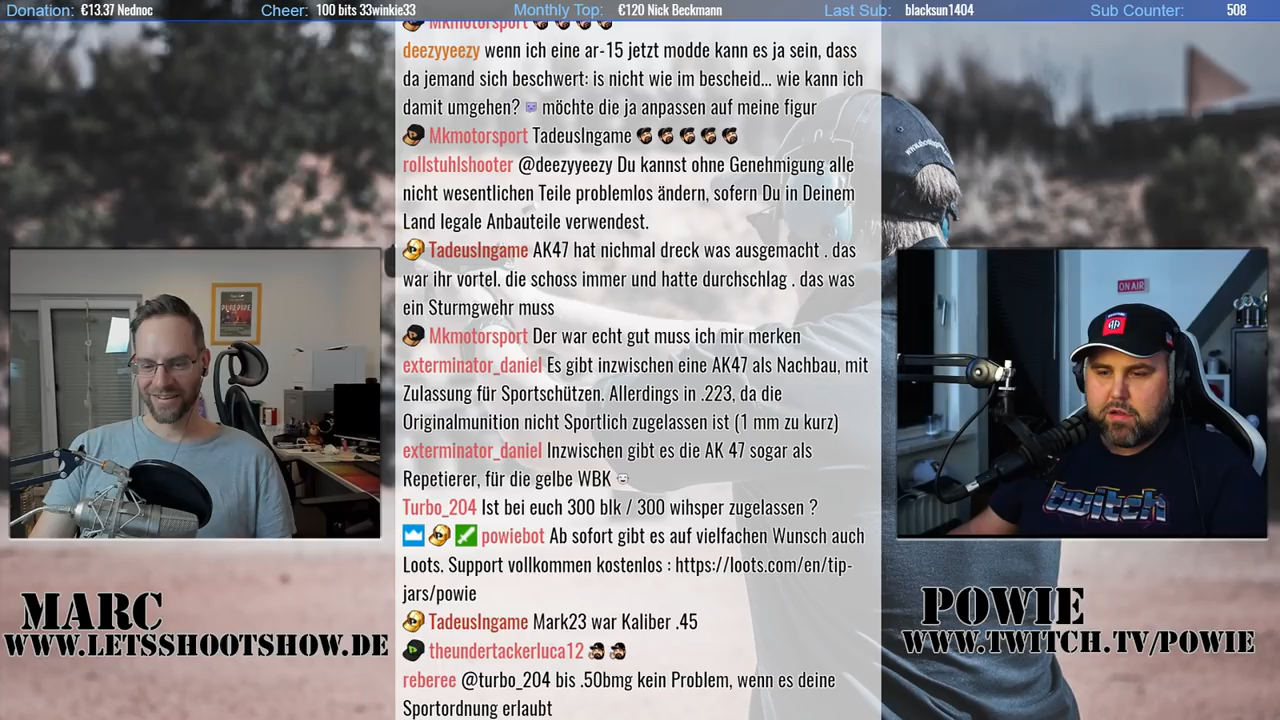 Donation: €13.37 Nednoc Cheer: 100 bits 33winkie33 Monthly Top: €120 Nick Beckmann Last Sub: blacksun1404 Sub Counter: 508
Mkmotorsport
deezyyeezy wenn ich eine ar-15 jetzt modde kann es ja sein, dass
da jemand sich beschwert: is nicht wie im bescheid... wie kann ich
damit umgehen? möchte die ja anpassen auf meine figur
Mkmotorsport TadeusIngame
rollstuhlshooter @deezyyeezy Du kannst ohne Genehmigung alle
nicht wesentlichen Teile problemlos ändern, sofern Du in Deinem
Land legale Anbauteile verwendest.
TadeusIngame AK47 hat nichmal dreck was ausgemacht . das
war ihr vortel. die schoss immer und hatte durchschlag . das was
ein Sturmgwehr muss
Mkmotorsport Der war echt gut muss ich mir merken
exterminator_daniel Es gibt inzwischen eine AK47 als Nachbau, mit
Zulassung für Sportschützen. Allerdings in .223, da die
Originalmunition nicht Sportlich zugelassen ist (1 mm zu kurz)
exterminator_daniel Inzwischen gibt es die AK 47 sogar als
Repetierer, für die gelbe WBK
Turbo_204 Ist bei euch 300 blk / 300 wihsper zugelassen ?
powiebot Ab sofort gibt es auf vielfachen Wunsch auch
Loots. Support vollkommen kostenlos : https://loots.com/en/tip-
jars/powie
TadeusIngame Mark23 war Kaliber .45
theundertackerluca12
reberee @turbo_204 bis .50bmg kein Problem, wenn es deine
Sportordnung erlaubt
MARC
WWW.LETSSHOOTSHOW.DE
ON AIR
twitch
POWIE
WWW.TWITCH.TV/POWIE